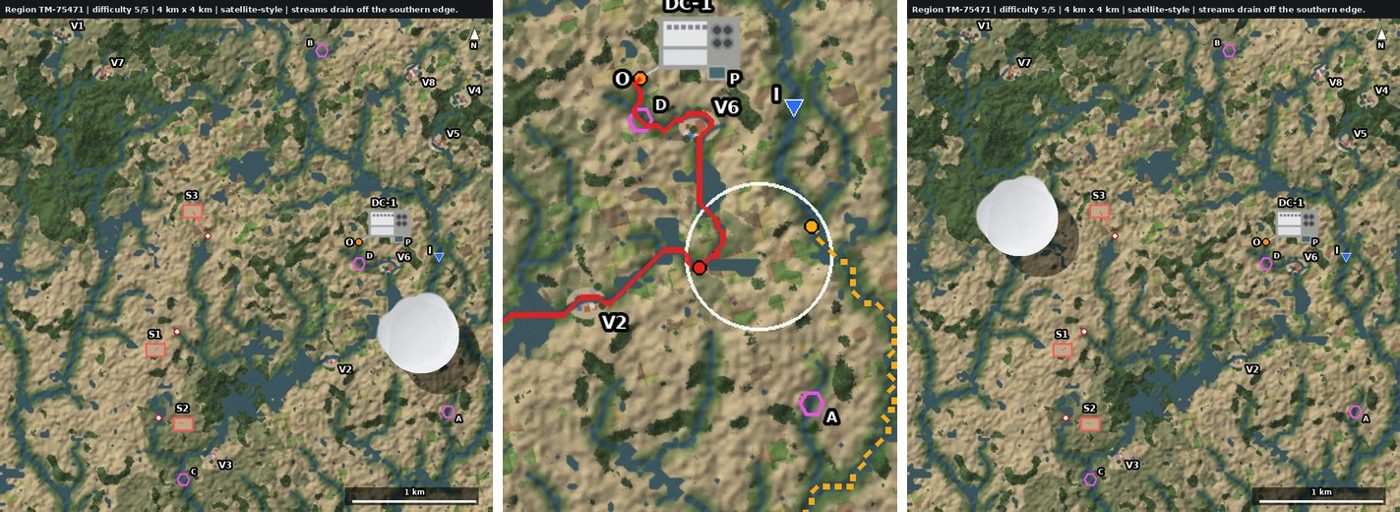 Region TM-75471 | difficulty 5/5 | 4 km x 4 km | satellite-style | streams drain off the southern edge.
V1
B
N
V7
V8
V4
V5
S3
DC-1
O
P
D
V6
I
S1
V2
S2
A
V3
C
1 km
DC-1
O
P
D
V6
I
V2
A
Region TM-75471 | difficulty 5/5 | 4 km x 4 km | satellite-style | streams drain off the southern edge.
V1
B
N
V7
V8
V4
V5
S3
DC-1
O
P
D
V6
I
S1
V2
S2
A
V3
C
1 km